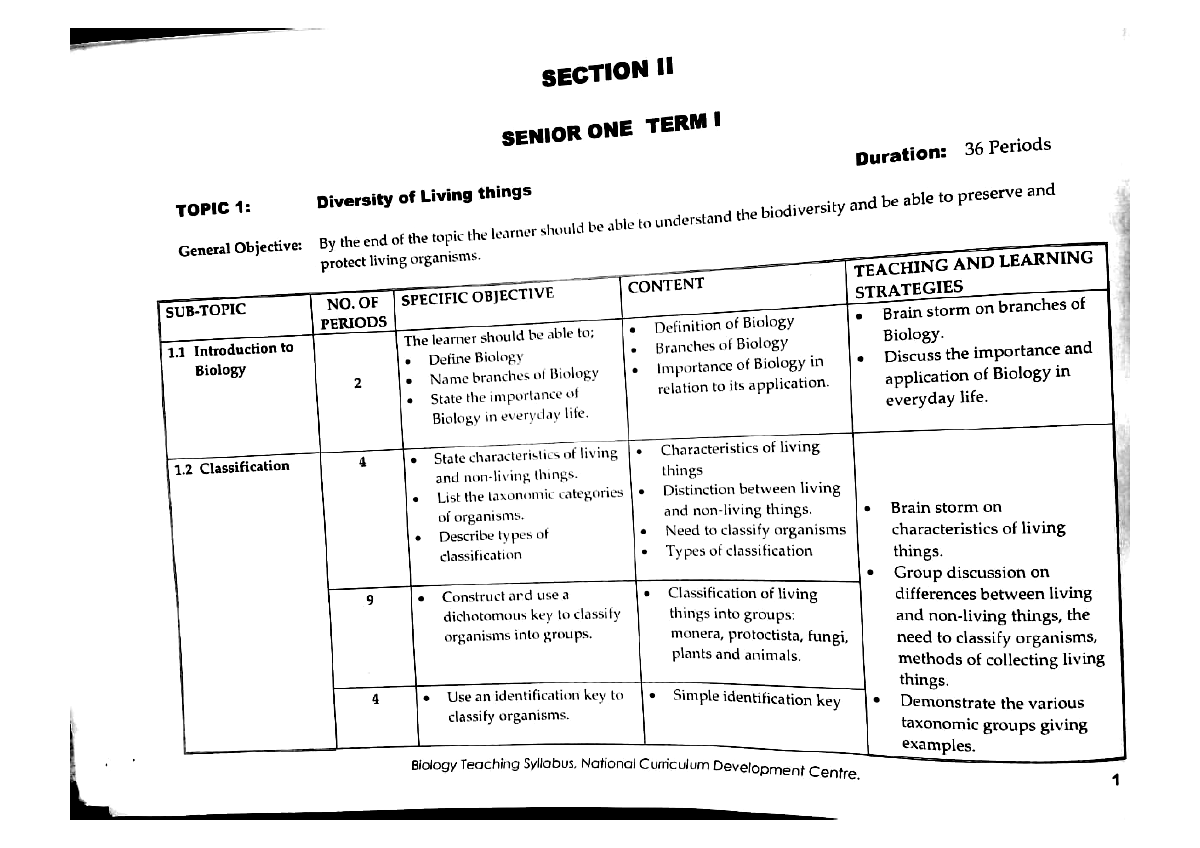 SECTION II
SENIOR ONE TERM I
Duration: 36 Periods
TOPIC 1: Diversity of Living things
General Objective: By the end of the topic the learner should be able to understand the biodiversity and be able to preserve and
protect living organisms.
SUB-TOPIC
NO. OF
PERIODS
SPECIFIC OBJECTIVE
CONTENT
TEACHING AND LEARNING
STRATEGIES
1.1 Introduction to
Biology
2
The learner should be able to;
• Define Biology
• Name branches of Biology
• State the importance of
Biology in everyday life.
• Definition of Biology
• Branches of Biology
• Importance of Biology in
relation to its application.
• Brain storm on branches of
Biology.
• Discuss the importance and
application of Biology in
everyday life.
1.2 Classification
4
• State characteristics of living
and non-living things.
• List the taxonomic categories
of organisms.
• Describe types of
classification
• Characteristics of living
things
• Distinction between living
and non-living things.
• Need to classify organisms
• Types of classification
• Brain storm on
characteristics of living
things.
• Group discussion on
differences between living
and non-living things, the
need to classify organisms,
methods of collecting living
things.
• Demonstrate the various
taxonomic groups giving
examples.
9
• Construct and use a
dichotomous key to classify
organisms into groups.
• Classification of living
things into groups:
monera, protoctista, fungi,
plants and animals.
4
• Use an identification key to
classify organisms.
• Simple identification key
Biology Teaching Syllabus, National Curriculum Development Centre.
1